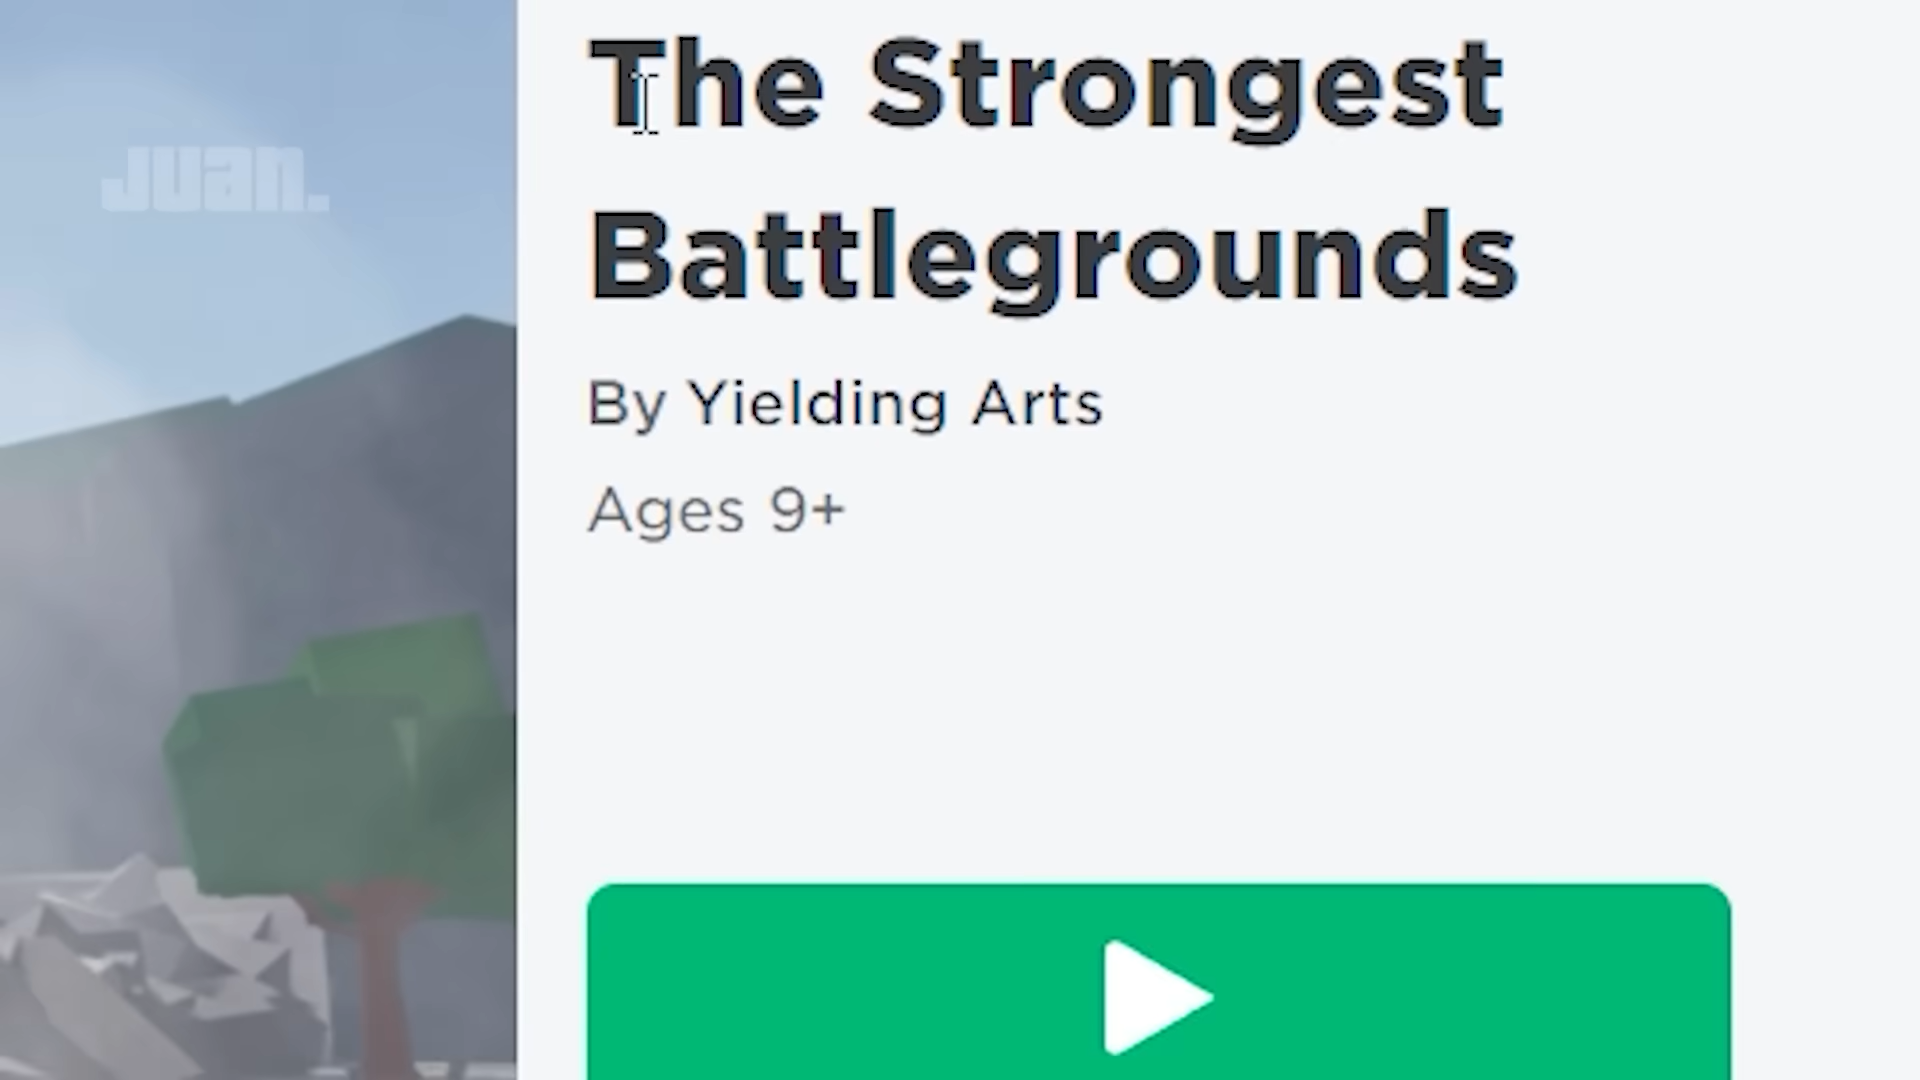 The Strongest
Battlegrounds
By Yielding Arts
Ages 9+
Juan.